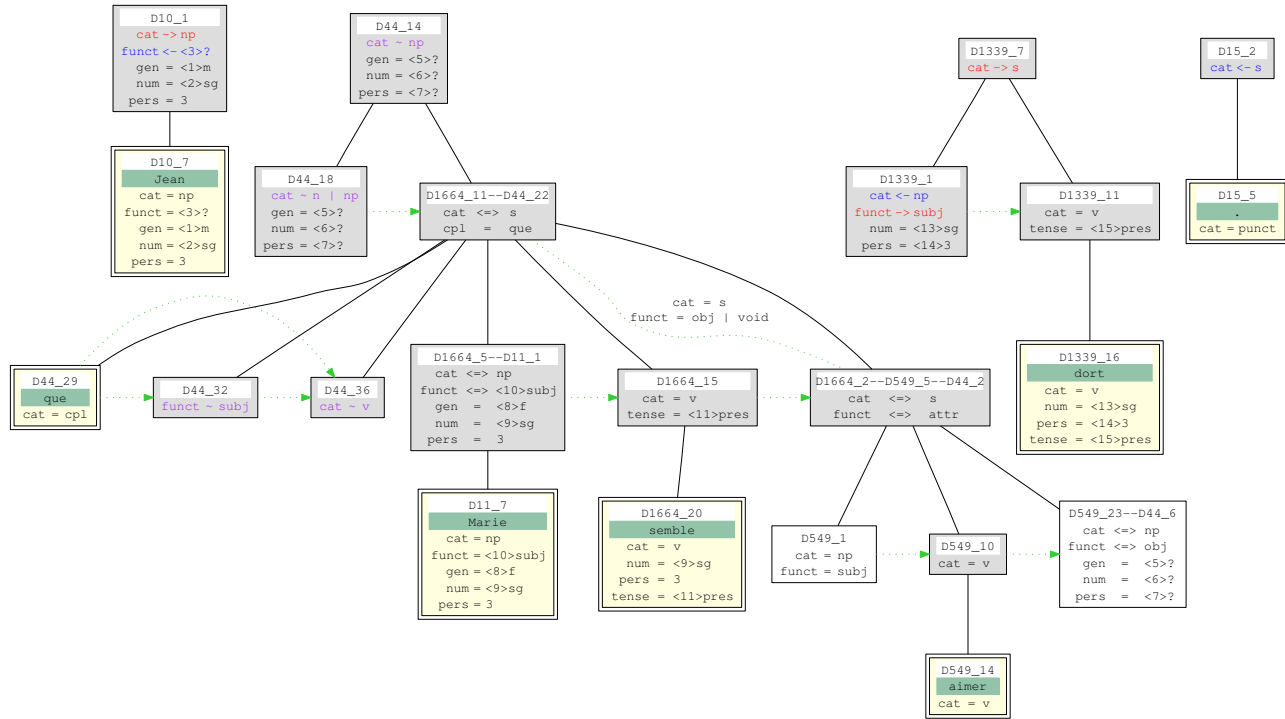 D10_1
cat -> np
funct <- <3>?
gen = <1>m
num = <2>sg
pers = 3
D10_7
Jean
cat = np
funct = <3>?
gen = <1>m
num = <2>sg
pers = 3
D44_14
cat ~ np
gen = <5>?
num = <6>?
pers = <7>?
D44_18
cat ~ n | np
gen = <5>?
num = <6>?
pers = <7>?
D1664_11--D44_22
cat <=> s
cpl = que
cat = s
funct = obj | void
D44_29
que
cat = cpl
D44_32
funct ~ subj
D44_36
cat ~ v
D1664_5--D11_1
cat <=> np
funct <=> <10>subj
gen = <8>f
num = <9>sg
pers = 3
D11_7
Marie
cat = np
funct = <10>subj
gen = <8>f
num = <9>sg
pers = 3
D1664_15
cat = v
tense = <11>pres
D1664_20
semble
cat = v
num = <9>sg
pers = 3
tense = <11>pres
D1664_2--D549_5--D44_2
cat <=> s
funct <=> attr
D549_1
cat = np
funct = subj
D549_10
cat = v
D549_14
aimer
cat = v
D549_23--D44_6
cat <=> np
funct <=> obj
gen = <5>?
num = <6>?
pers = <7>?
D1339_7
cat -> s
D1339_1
cat <- np
funct -> subj
num = <13>sg
pers = <14>3
D1339_11
cat = v
tense = <15>pres
D1339_16
dort
cat = v
num = <13>sg
pers = <14>3
tense = <15>pres
D15_2
cat <- s
D15_5
.
cat = punct